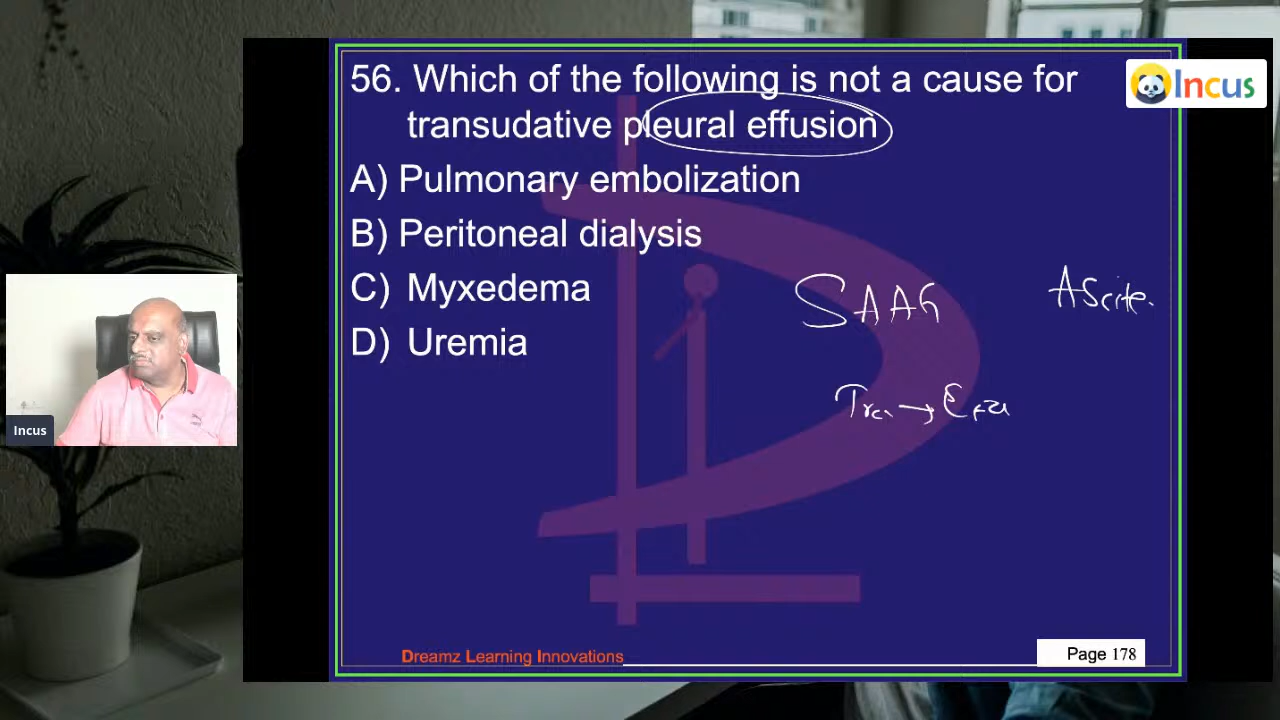 56. Which of the following is not a cause for
transudative pleural effusion
A) Pulmonary embolization
B) Peritoneal dialysis
C) Myxedema
D) Uremia
SAAG
Incus
Incus
Dreamz Learning Innovations
Page 178